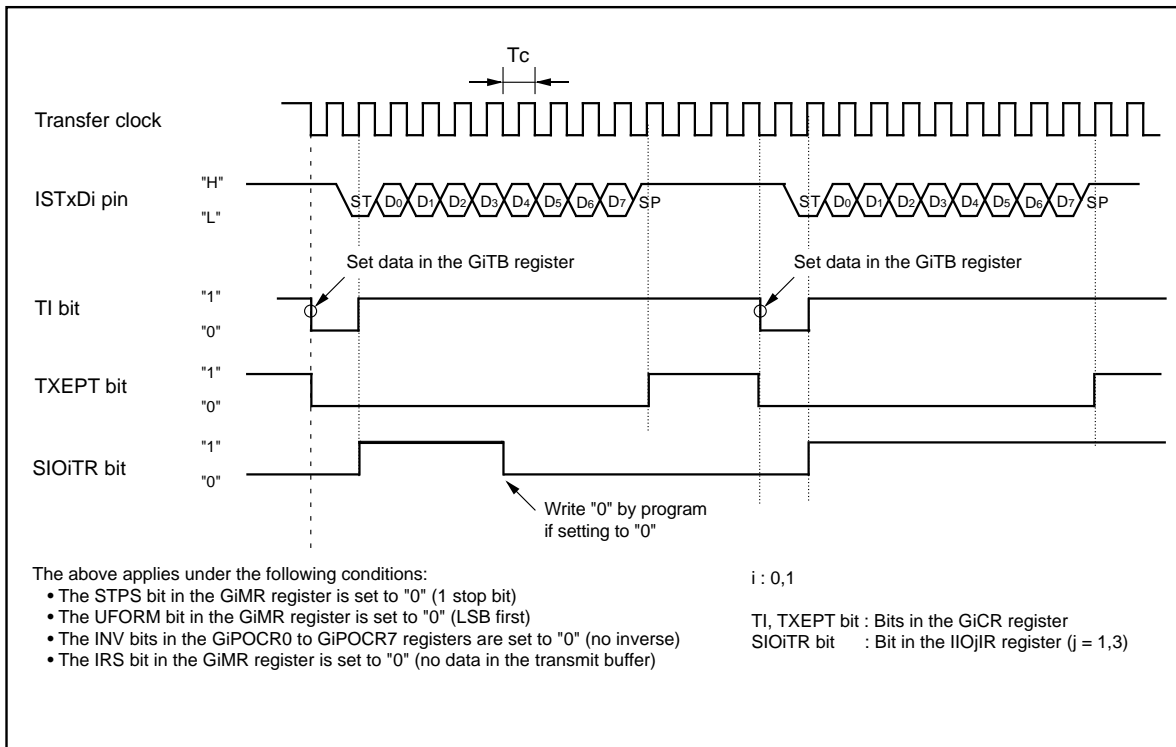 Tc
Transfer clock
ISTxDi pin
"H"
"L"
ST D0 D1 D2 D3 D4 D5 D6 D7 SP
ST D0 D1 D2 D3 D4 D5 D6 D7 SP
Set data in the GiTB register
Set data in the GiTB register
TI bit
"1"
"0"
TXEPT bit
"1"
"0"
SIOiTR bit
"1"
"0"
Write "0" by program
if setting to "0"
The above applies under the following conditions:
• The STPS bit in the GiMR register is set to "0" (1 stop bit)
• The UFORM bit in the GiMR register is set to "0" (LSB first)
• The INV bits in the GiPOCR0 to GiPOCR7 registers are set to "0" (no inverse)
• The IRS bit in the GiMR register is set to "0" (no data in the transmit buffer)
i : 0,1
TI, TXEPT bit : Bits in the GiCR register
SIOiTR bit : Bit in the IIOjIR register (j = 1,3)